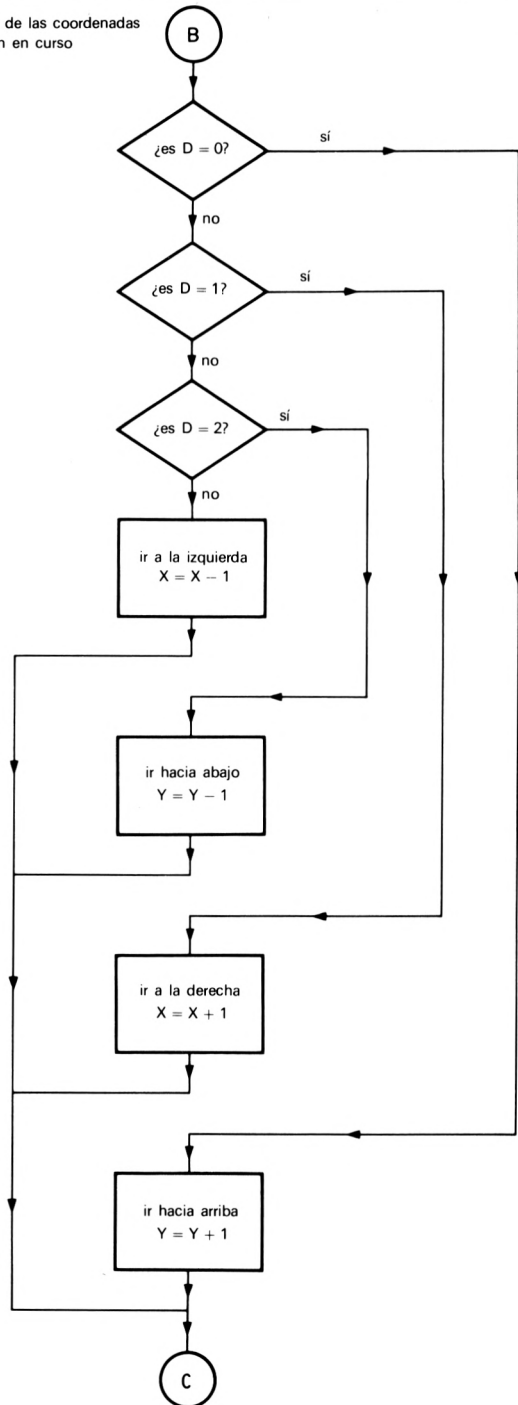 de las coordenadas
en curso
B
¿es D = 0?
sí
no
¿es D = 1?
sí
no
¿es D = 2?
sí
no
ir a la izquierda
X = X − 1
ir hacia abajo
Y = Y − 1
ir a la derecha
X = X + 1
ir hacia arriba
Y = Y + 1
C